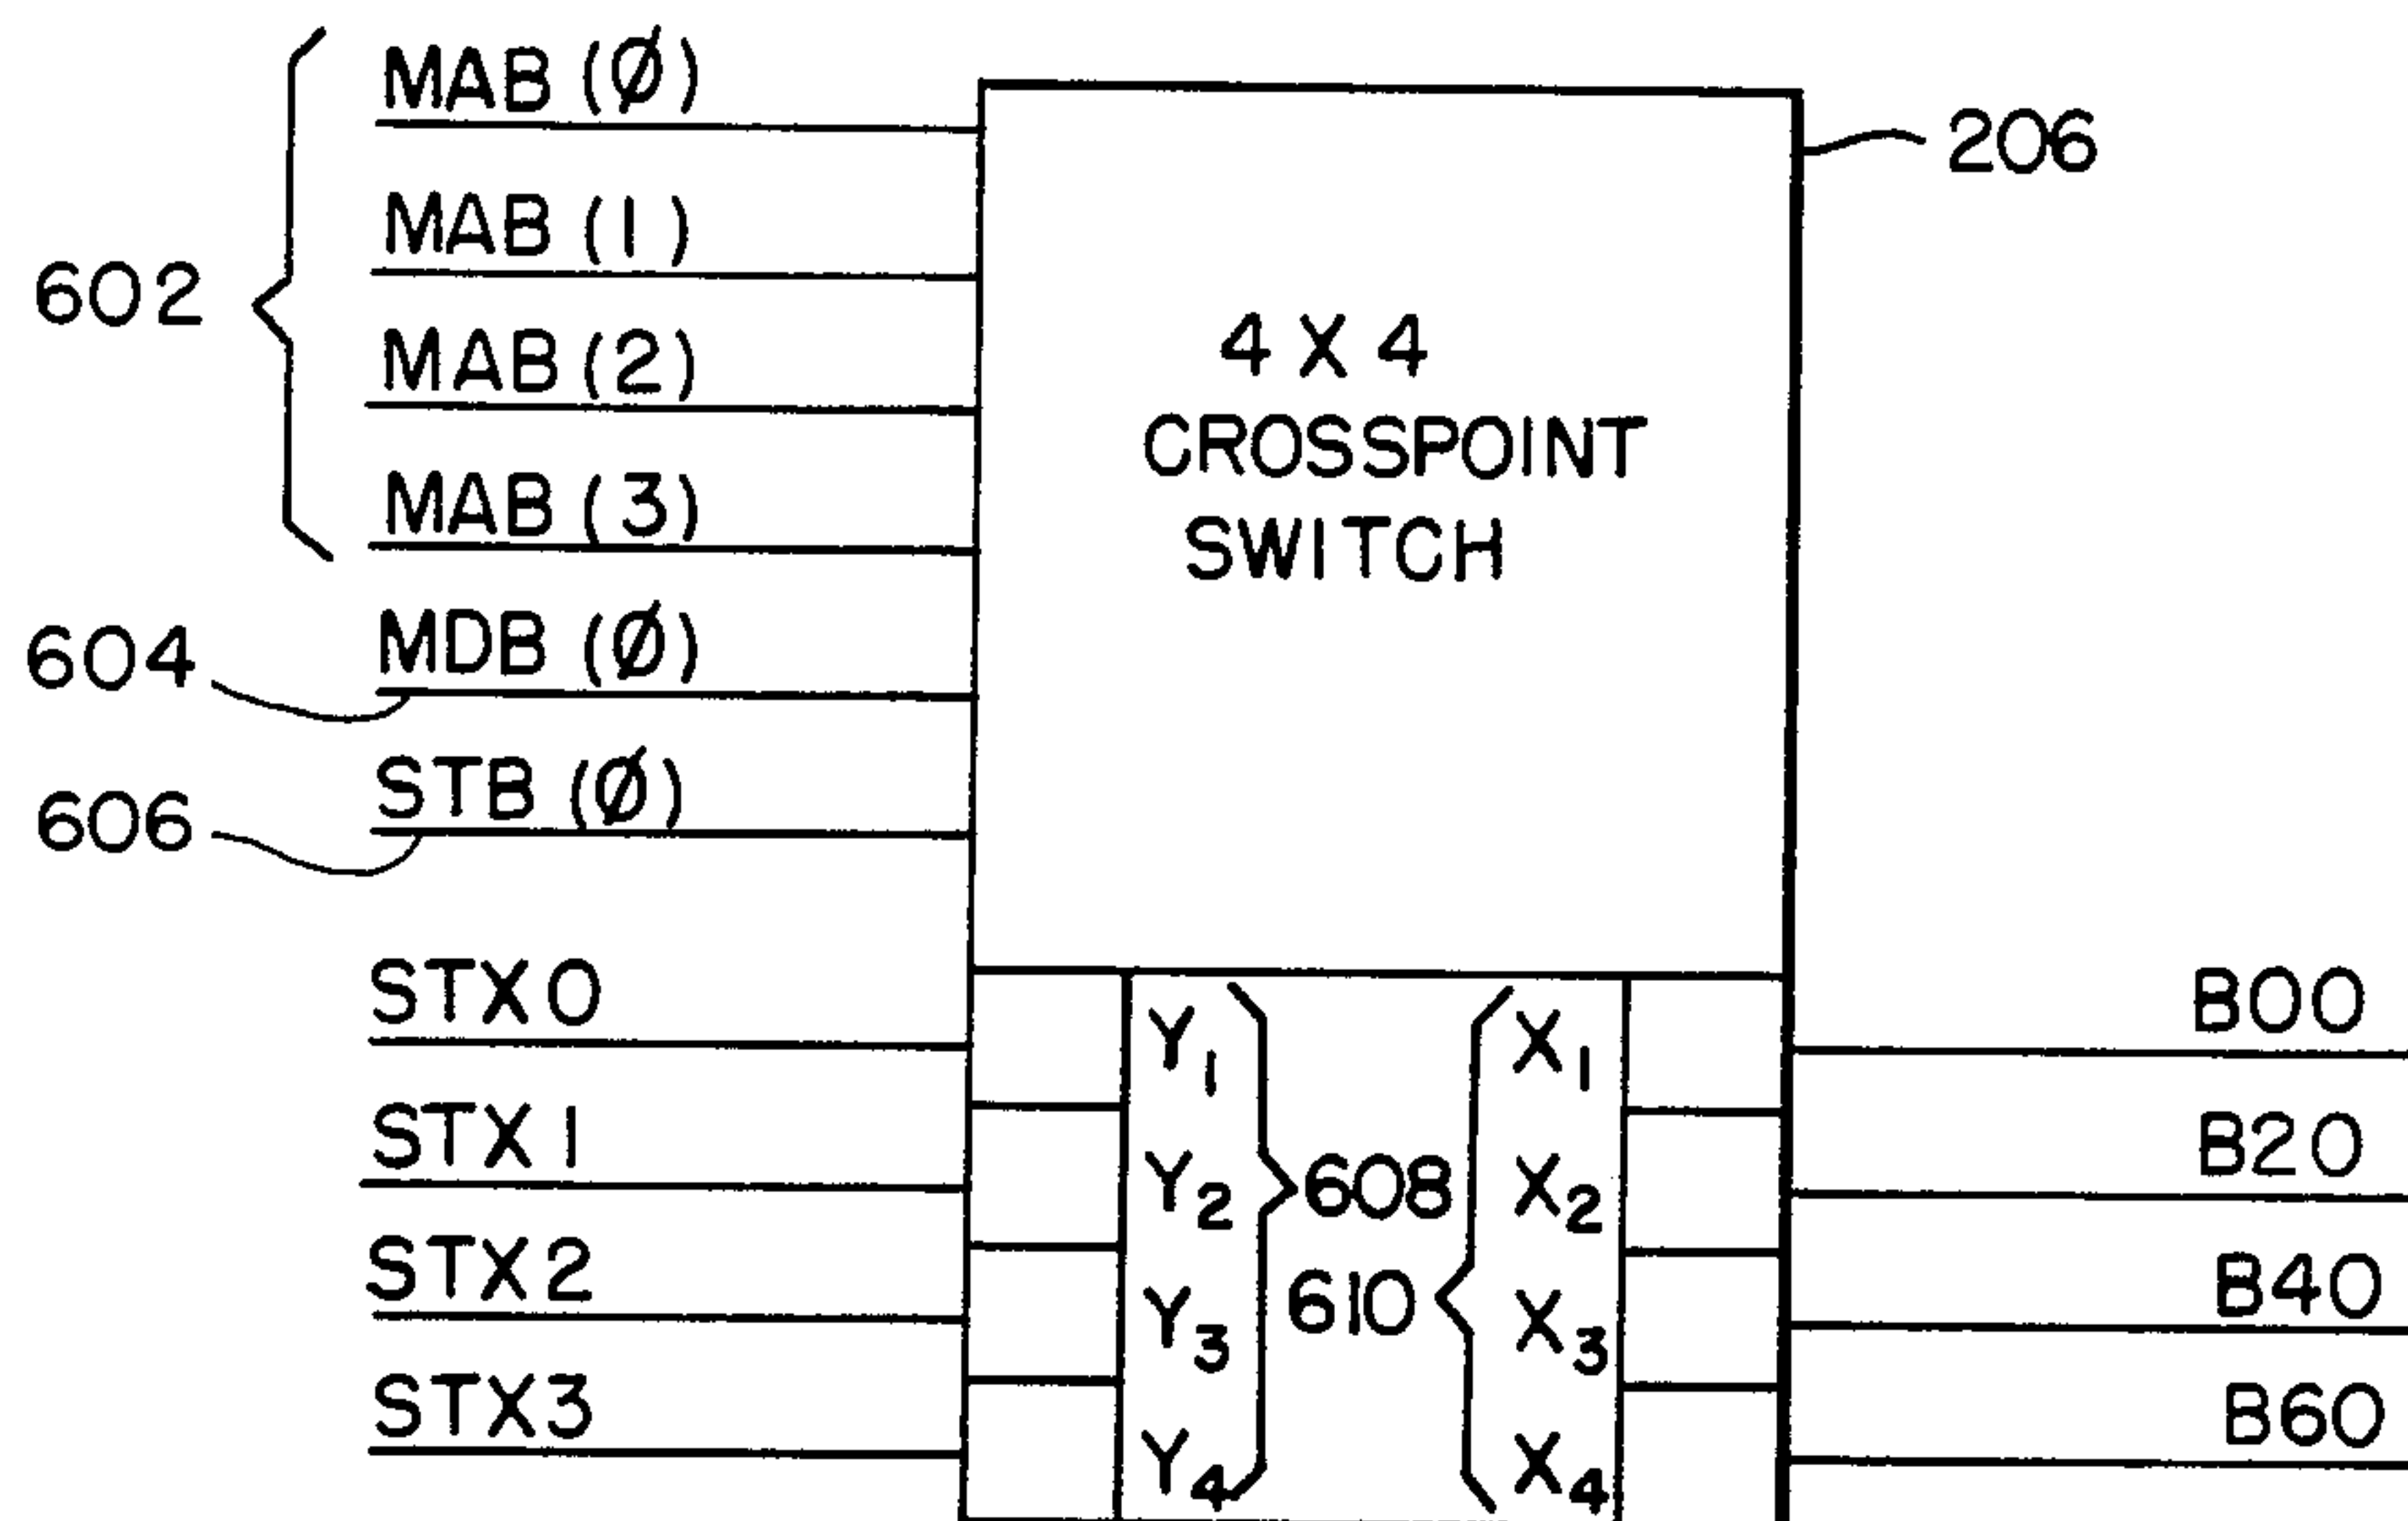 MAB (Ø)
206
MAB (1)
602
MAB (2)
4 X 4
CROSSPOINT
SWITCH
MAB (3)
604
MDB (Ø)
606
STB (Ø)
STX0
Y1
X1
B00
STX1
Y2
608
X2
B20
STX2
Y3
610
X3
B40
STX3
Y4
X4
B60